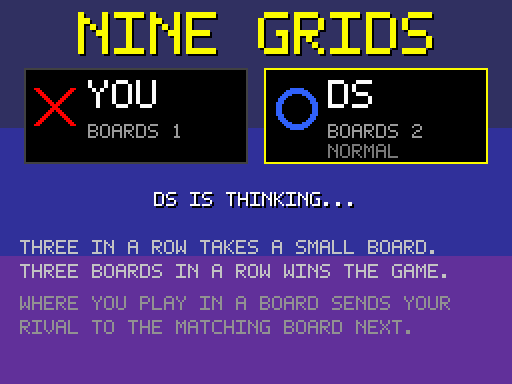 NINE GRIDS
YOU
BOARDS 1
DS
BOARDS 2
NORMAL
DS IS THINKING...
THREE IN A ROW TAKES A SMALL BOARD.
THREE BOARDS IN A ROW WINS THE GAME.
WHERE YOU PLAY IN A BOARD SENDS YOUR
RIVAL TO THE MATCHING BOARD NEXT.